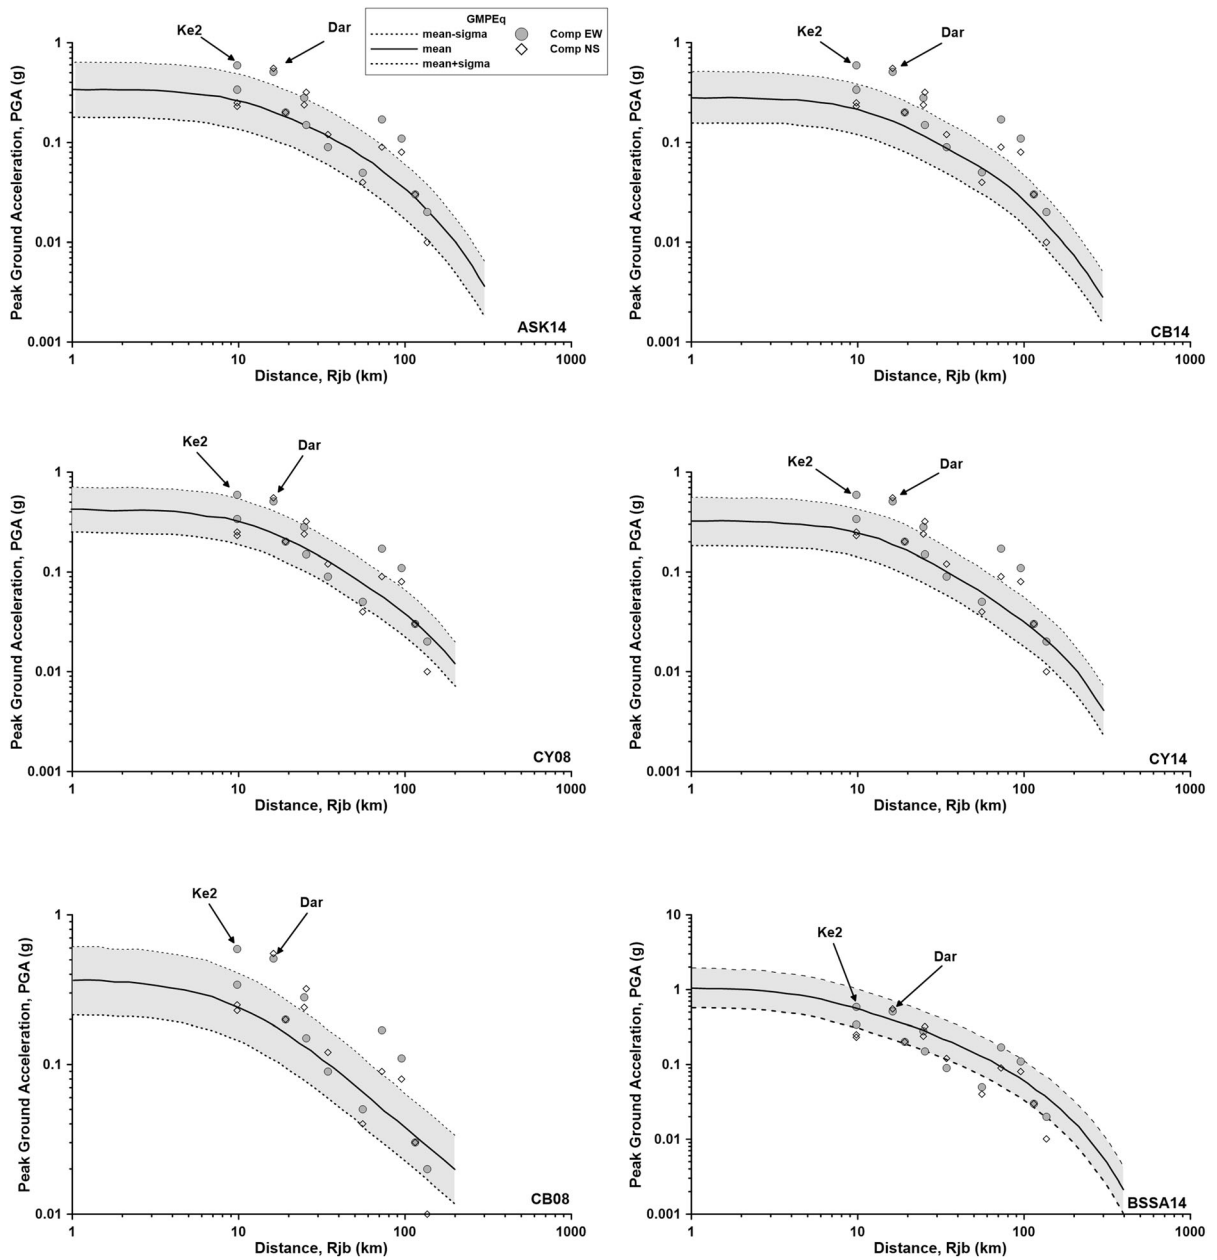 GMPEq
mean-sigma
mean
mean+sigma
Comp EW
Comp NS
Ke2
Dar
Peak Ground Acceleration, PGA (g)
1
0.1
0.01
0.001
ASK14
1 10 100 1000
Distance, Rjb (km)
Ke2
Dar
Peak Ground Acceleration, PGA (g)
1
0.1
0.01
0.001
CB14
1 10 100 1000
Distance, Rjb (km)
Ke2
Dar
Peak Ground Acceleration, PGA (g)
1
0.1
0.01
0.001
CY08
1 10 100 1000
Distance, Rjb (km)
Ke2
Dar
Peak Ground Acceleration, PGA (g)
1
0.1
0.01
0.001
CY14
1 10 100 1000
Distance, Rjb (km)
Ke2
Dar
Peak Ground Acceleration, PGA (g)
1
0.1
0.01
CB08
1 10 100 1000
Distance, Rjb (km)
Ke2
Dar
Peak Ground Accelration, PGA (g)
10
1
0.1
0.01
0.001
BSSA14
1 10 100 1000
Distance, Rjb (km)